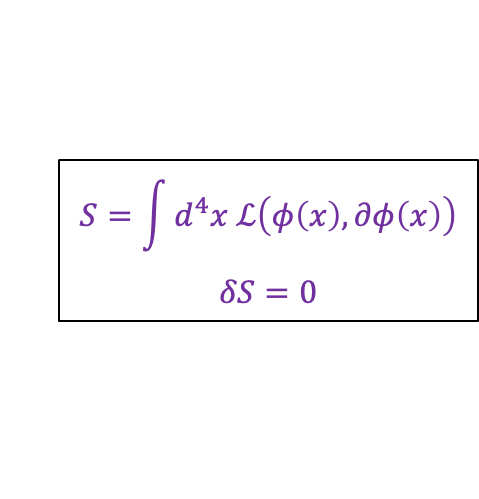 S = ∫ d⁴x ℒ(ϕ(x), ∂ϕ(x))
δS = 0